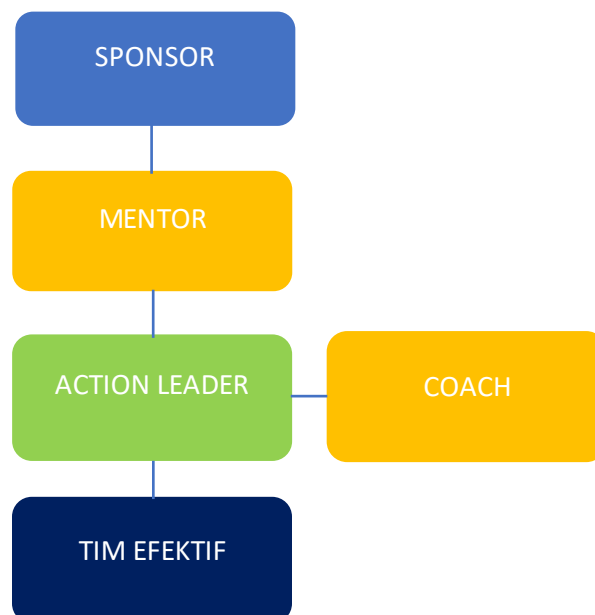 SPONSOR
MENTOR
ACTION LEADER
COACH
TIM EFEKTIF